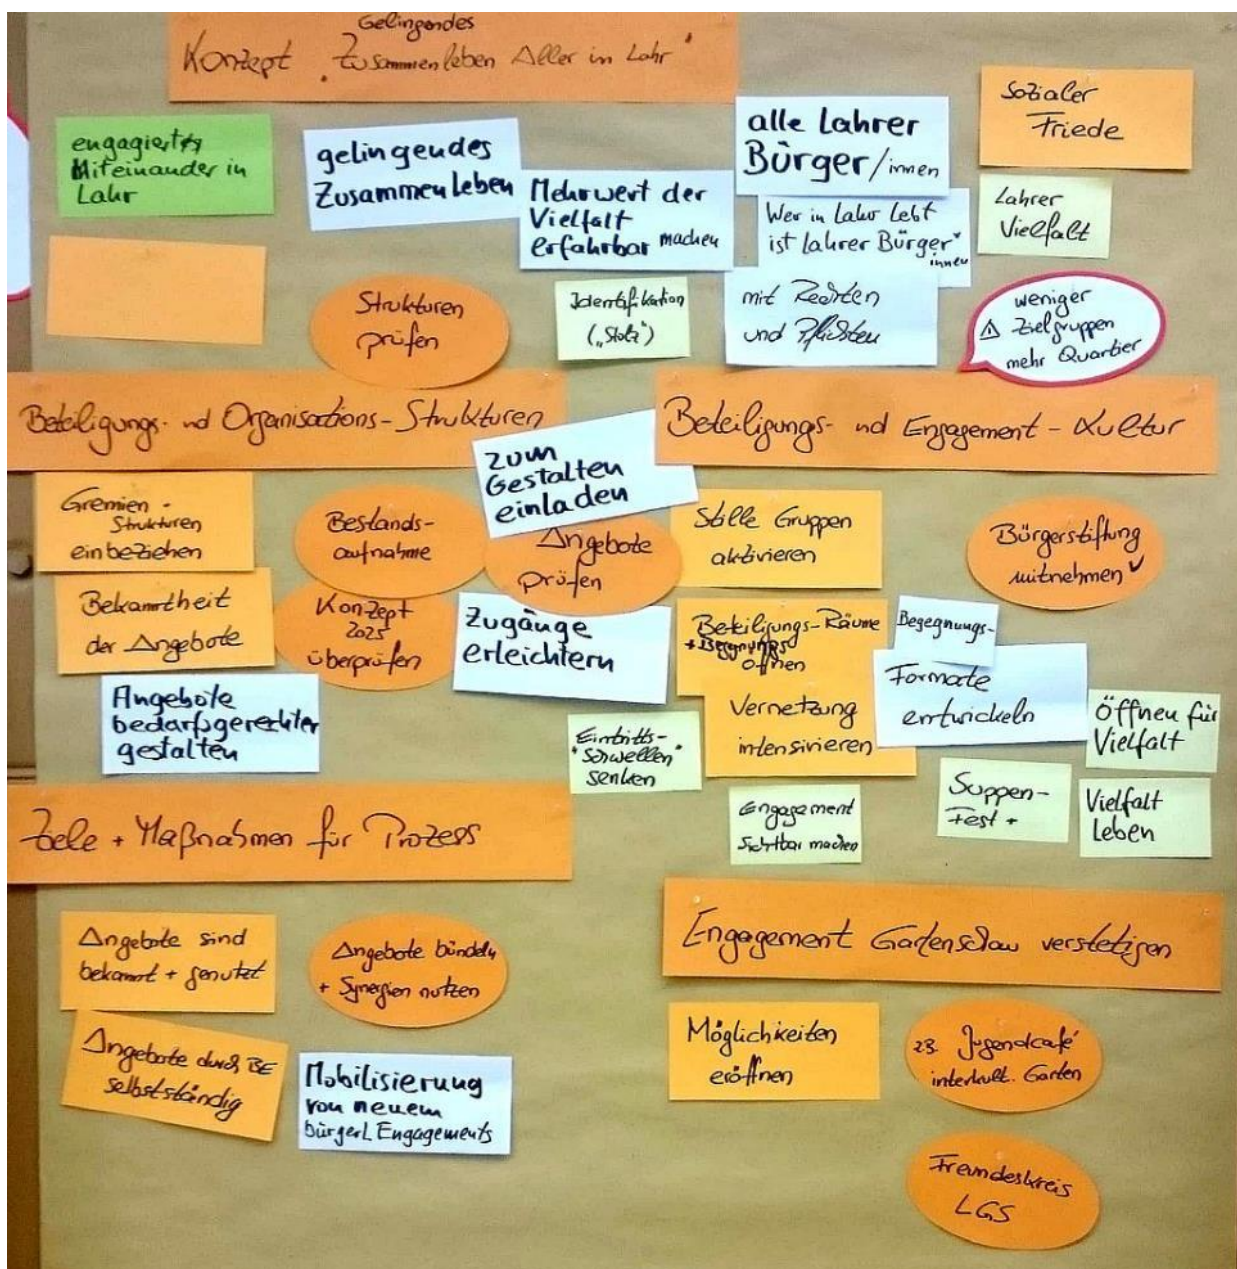 Gelingendes
Konzept "Zusammenleben Aller in Lahr"
engagiertes
Miteinander in
Lahr
gelingendes
Zusammenleben
Mehrwert der
Vielfalt
erfahrbar machen
alle Lahrer
Bürger/innen
Wer in Lahr lebt
ist Lahrer Bürger*
innen
mit Rechten
und Pflichten
Sozialer
Friede
Lahrer
Vielfalt
Strukturen
prüfen
Identifikation
("Stolz")
weniger
⚠ Zielgruppen
mehr Quartier
Beteiligungs- und Organisations-Strukturen
Gremien-
Strukturen
einbeziehen
Bestands-
aufnahme
zum
Gestalten
einladen
Angebote
prüfen
Bekanntheit
der Angebote
Konzept
2025
überprüfen
Zugänge
erleichtern
Angebote
bedarfsgerechter
gestalten
Eintritts-
"Schwellen"
senken
Beteiligungs- und Engagement-Kultur
Stille Gruppen
aktivieren
Bürgerstiftung
mitnehmen ✓
Beteiligungs-Räume
+ Begegnungs
öffnen
Begegnungs-
Formate
entwickeln
Vernetzung
intensivieren
Öffnen für
Vielfalt
Engagement
Sichtbar machen
Suppen-
Fest +
Vielfalt
Leben
Ziele + Maßnahmen für Prozess
Angebote sind
bekannt + genutzt
Angebote bündeln
+ Synergien nutzen
Angebote durch BE
selbstständig
Mobilisierung
von neuem
bürgerl. Engagements
Engagement Gartenschau verstetigen
Möglichkeiten
eröffnen
z.B. Jugendcafé
interkult. Garten
Freundeskreis
LGS